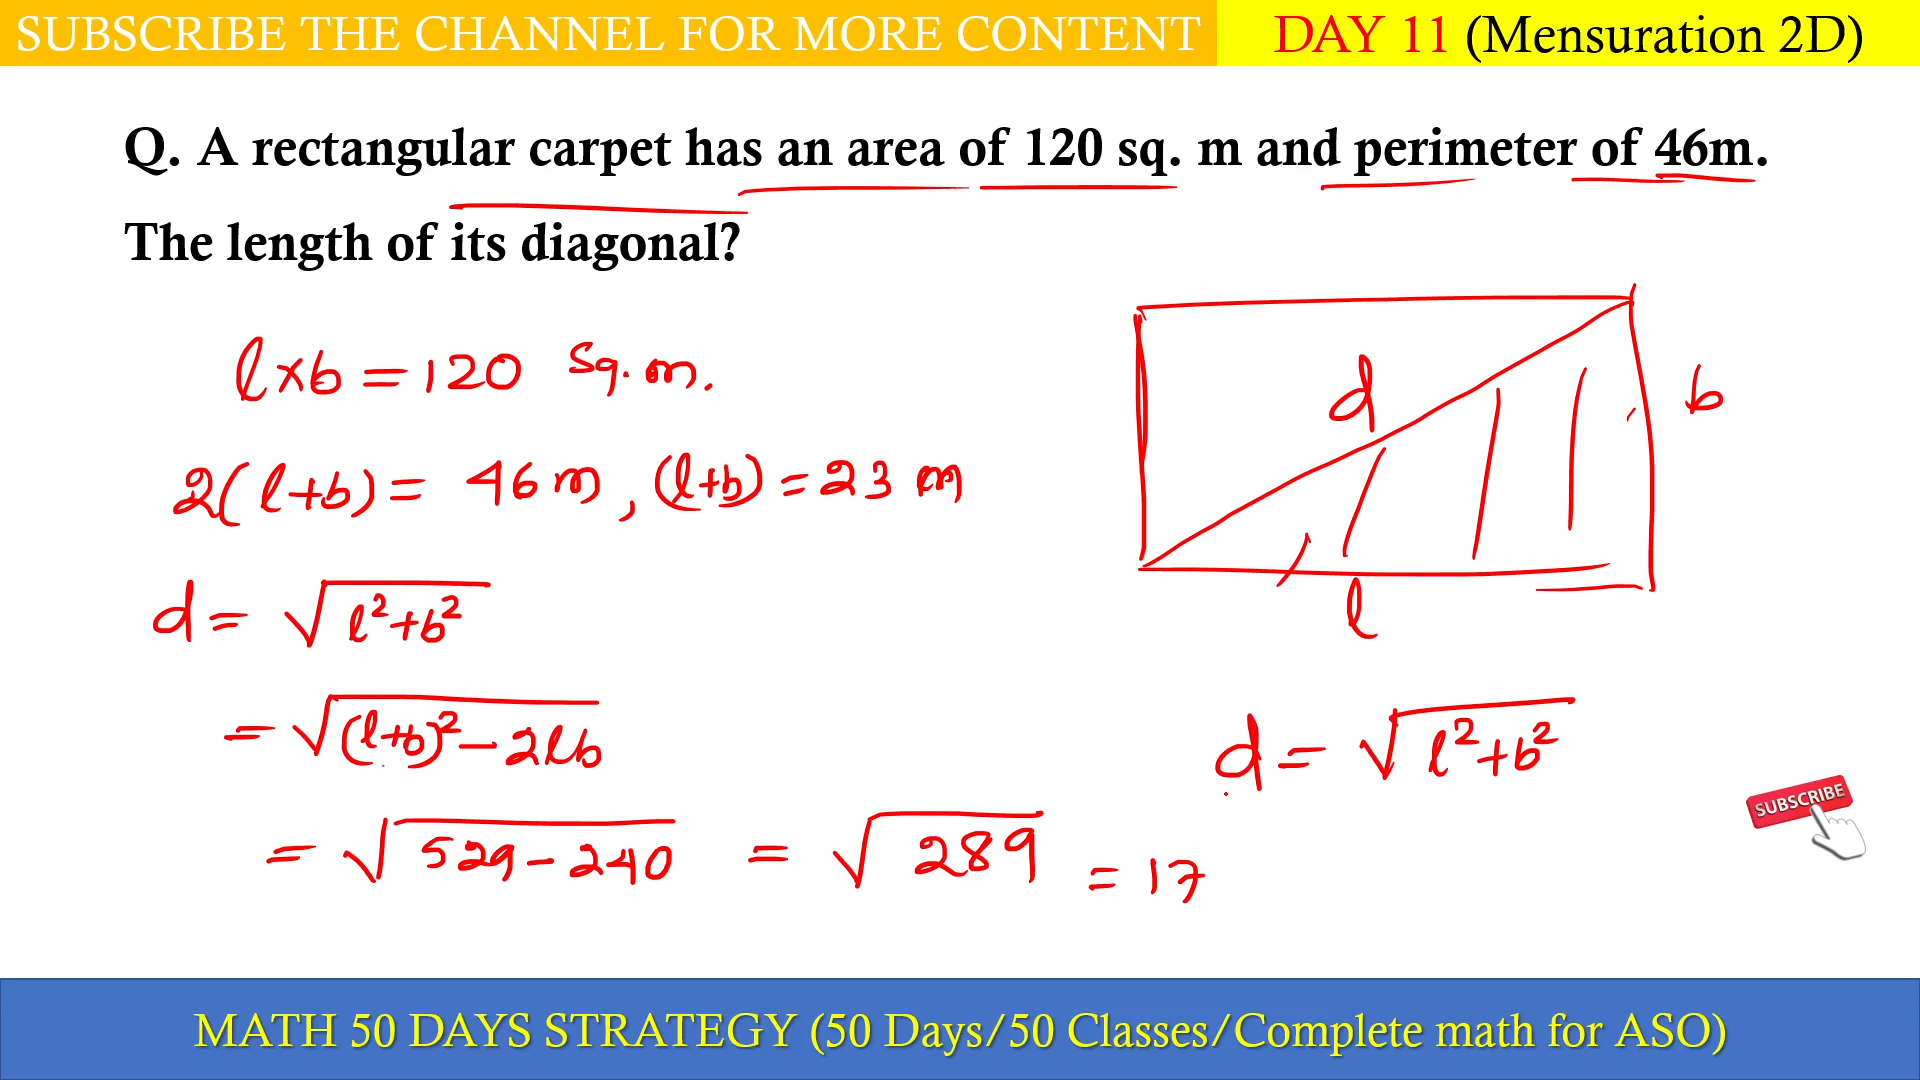 SUBSCRIBE THE CHANNEL FOR MORE CONTENT
DAY 11 (Mensuration 2D)
Q. A rectangular carpet has an area of 120 sq. m and perimeter of 46m.
The length of its diagonal?
l×b = 120 sq. m.
2(l+b) = 46 m, (l+b) = 23 m
d = √(l²+b²)
= √((l+b)² - 2lb)
= √(529-240) = √289 = 17
d
b
l
d = √(l²+b²)
SUBSCRIBE
MATH 50 DAYS STRATEGY (50 Days/50 Classes/Complete math for ASO)